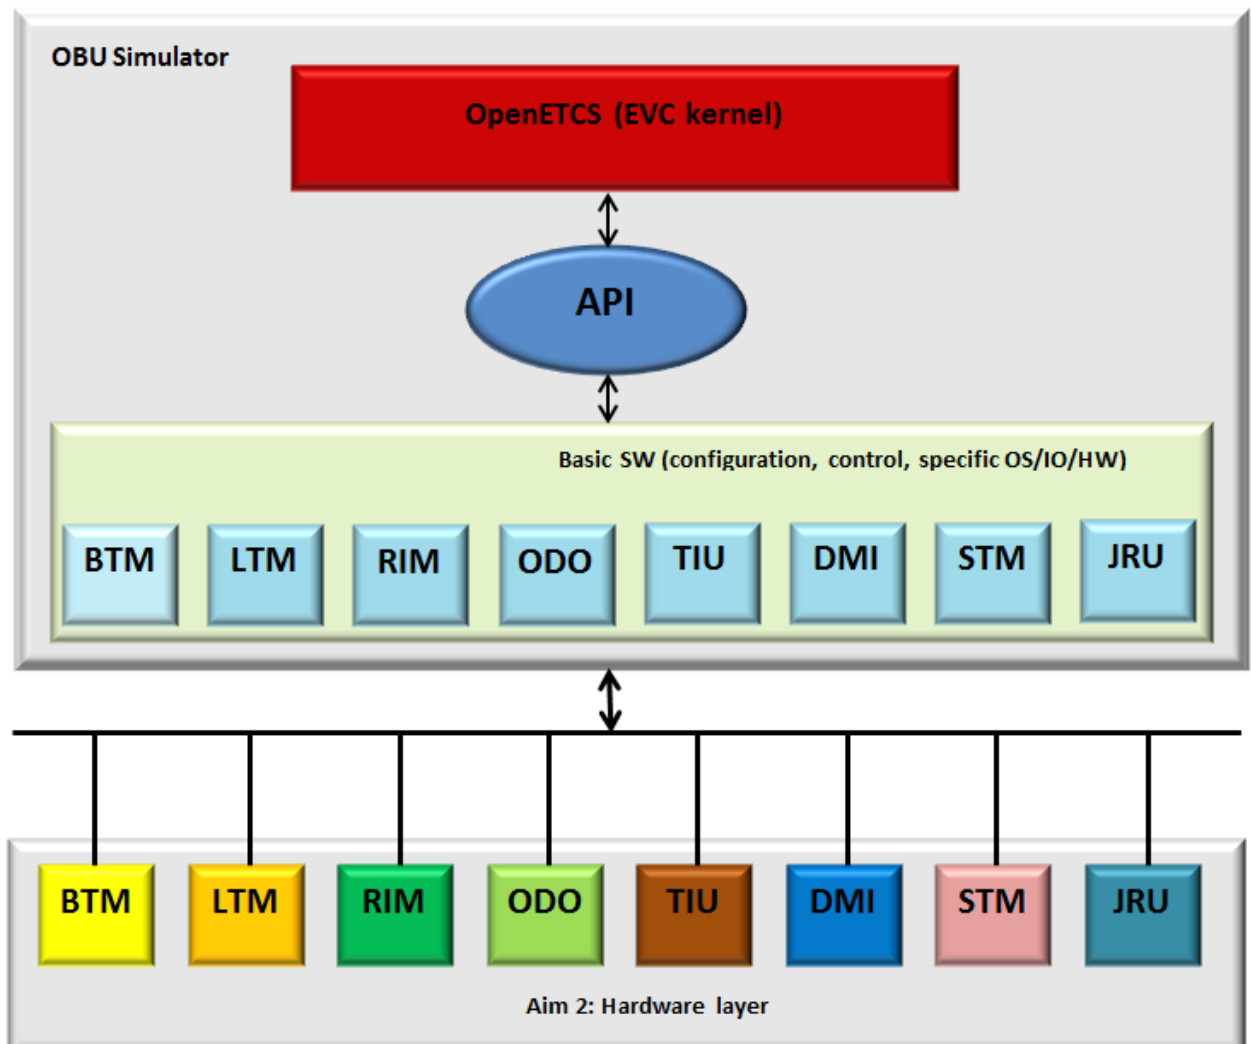 OBU Simulator
OpenETCS (EVC kernel)
API
Basic SW (configuration, control, specific OS/IO/HW)
BTM
LTM
RIM
ODO
TIU
DMI
STM
JRU
BTM
LTM
RIM
ODO
TIU
DMI
STM
JRU
Aim 2: Hardware layer